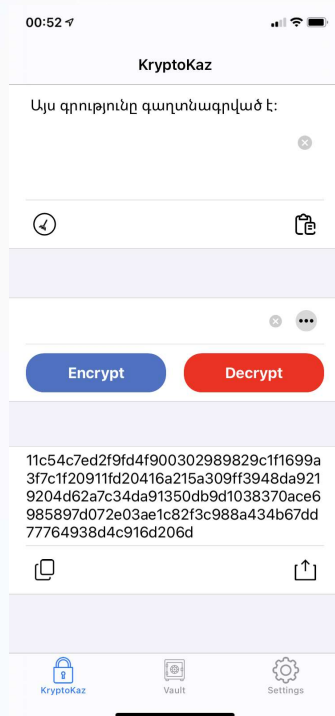 00:52
KryptoKaz
Այս գրությունը գաղտնագրված է:
Encrypt
Decrypt
11c54c7ed2f9fd4f900302989829c1f1699a
3f7c1f20911fd20416a215a309ff3948da921
9204d62a7c34da91350db9d1038370ace6
985897d072e03ae1c82f3c988a434b67dd
77764938d4c916d206d
KryptoKaz
Vault
Settings